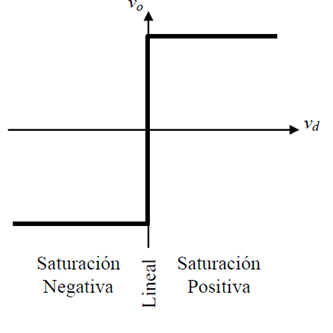 vo
vd
Saturación
Negativa
Lineal
Saturación
Positiva